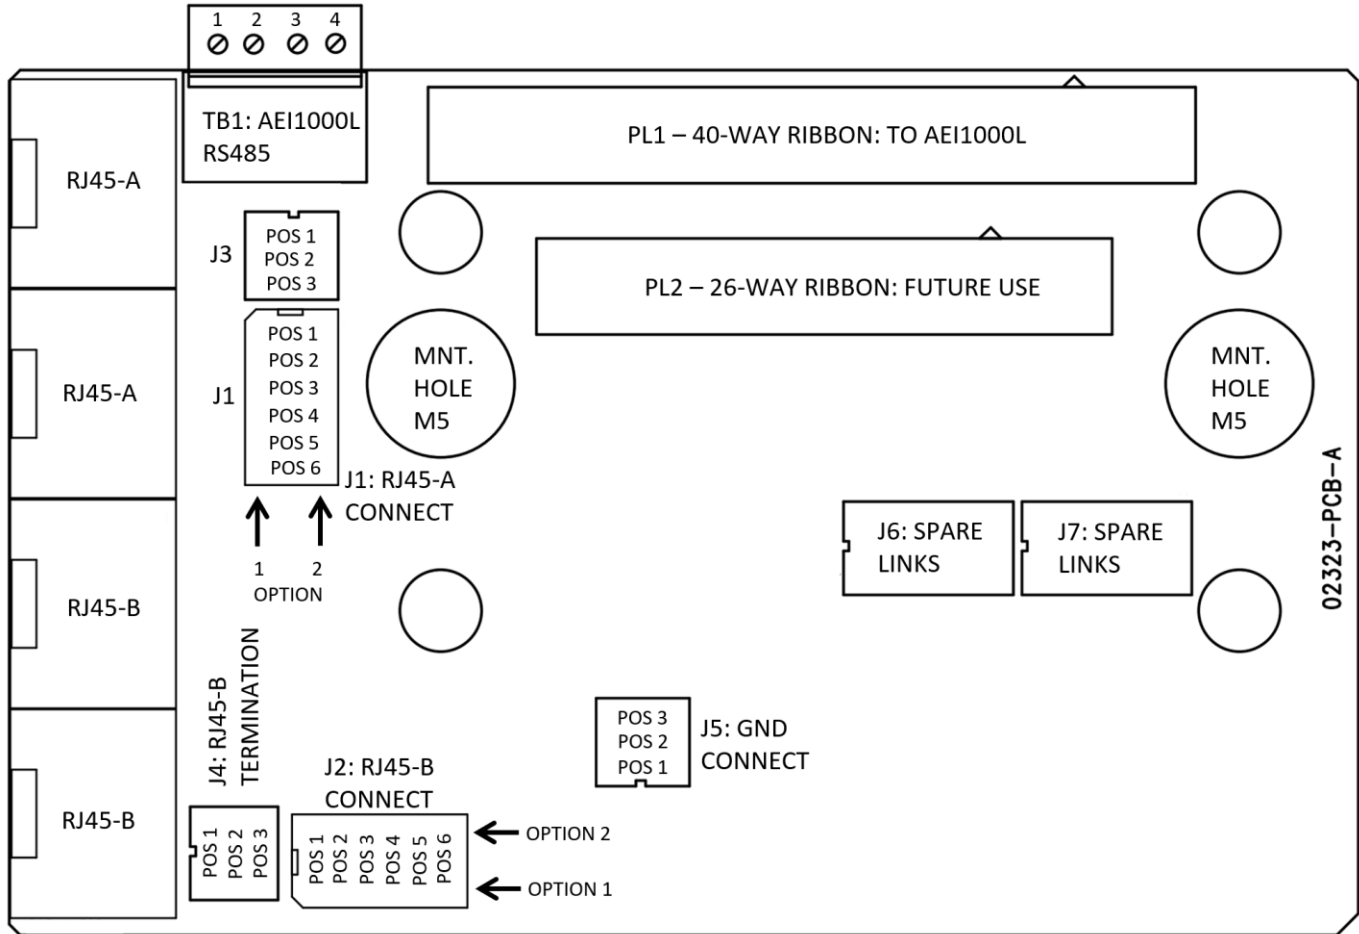 1 2 3 4
TB1: AEI1000L
RS485
PL1 – 40-WAY RIBBON: TO AEI1000L
RJ45-A
J3
POS 1
POS 2
POS 3
PL2 – 26-WAY RIBBON: FUTURE USE
RJ45-A
J1
POS 1
POS 2
POS 3
POS 4
POS 5
POS 6
J1: RJ45-A
CONNECT
1 2
OPTION
MNT.
HOLE
M5
MNT.
HOLE
M5
02323-PCB-A
J6: SPARE
LINKS
J7: SPARE
LINKS
RJ45-B
J4: RJ45-B
TERMINATION
POS 3
POS 2
POS 1
J5: GND
CONNECT
RJ45-B
POS 1
POS 2
POS 3
J2: RJ45-B
CONNECT
POS 1
POS 2
POS 3
POS 4
POS 5
POS 6
OPTION 2
OPTION 1